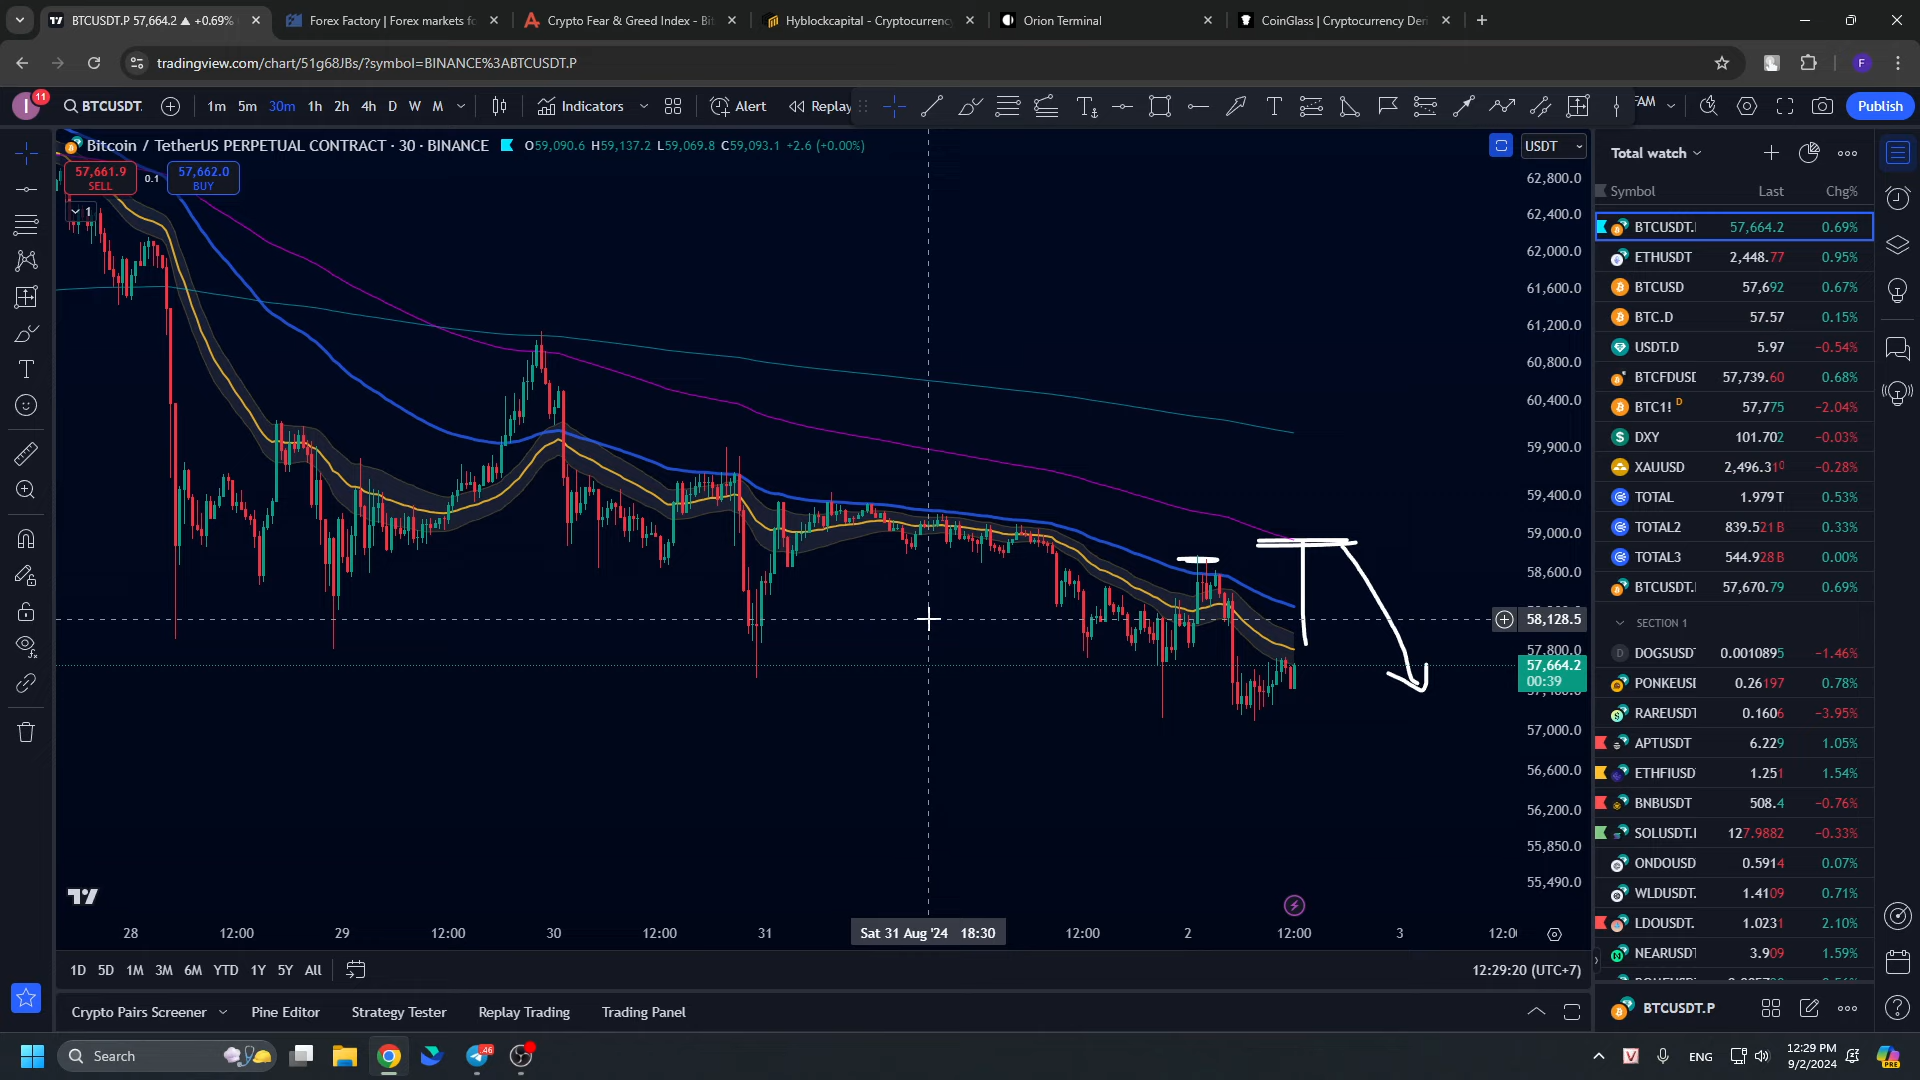 BTCUSDT.P 57,664.2 ▲ +0.69%
Forex Factory | Forex markets fo
Crypto Fear & Greed Index - Bit
Hyblockcapital - Cryptocurrency
Orion Terminal
CoinGlass | Cryptocurrency Deri
tradingview.com/chart/51g68JBs/?symbol=BINANCE%3ABTCUSDT.P
F
I
11
BTCUSDT.
1m 5m 30m 1h 2h 4h D W M
Indicators
Alert
Replay
FAM
Publish
Bitcoin / TetherUS PERPETUAL CONTRACT · 30 · BINANCE
O59,090.6 H59,137.2 L59,069.8 C59,093.1 +2.6 (+0.00%)
57,661.9
SELL
0.1
57,662.0
BUY
1
USDT
62,800.0
62,400.0
62,000.0
61,600.0
61,200.0
60,800.0
60,400.0
59,900.0
59,400.0
59,000.0
58,600.0
58,128.5
57,800.0
57,664.2
00:39
57,000.0
56,600.0
56,200.0
55,850.0
55,490.0
28 12:00 29 12:00 30 12:00 31 Sat 31 Aug '24 18:30 12:00 2 12:00 3 12:0
1D 5D 1M 3M 6M YTD 1Y 5Y All
12:29:20 (UTC+7)
Crypto Pairs Screener
Pine Editor
Strategy Tester
Replay Trading
Trading Panel
Total watch
Symbol Last Chg%
BTCUSDT. 57,664.2 0.69%
ETHUSDT 2,448.77 0.95%
BTCUSD 57,692 0.67%
BTC.D 57.57 0.15%
USDT.D 5.97 −0.54%
BTCFDUSD 57,739.60 0.68%
BTC1! D 57,775 −2.04%
DXY 101.702 −0.03%
XAUUSD 2,496.310 −0.28%
TOTAL 1.979 T 0.53%
TOTAL2 839.521 B 0.33%
TOTAL3 544.928 B 0.00%
BTCUSDT. 57,670.79 0.69%
SECTION 1
DOGSUSDT 0.0010895 −1.46%
PONKEUSI 0.26197 0.78%
RAREUSDT 0.1606 −3.95%
APTUSDT 6.229 1.05%
ETHFIUSD 1.251 1.54%
BNBUSDT 508.4 −0.76%
SOLUSDT. 127.9882 −0.33%
ONDOUSD 0.5914 0.07%
WLDUSDT. 1.4109 0.71%
LDOUSDT. 1.0231 2.10%
NEARUSDT 3.909 1.59%
BTCUSDT.P
Search
46
ENG
12:29 PM
9/2/2024
PRE